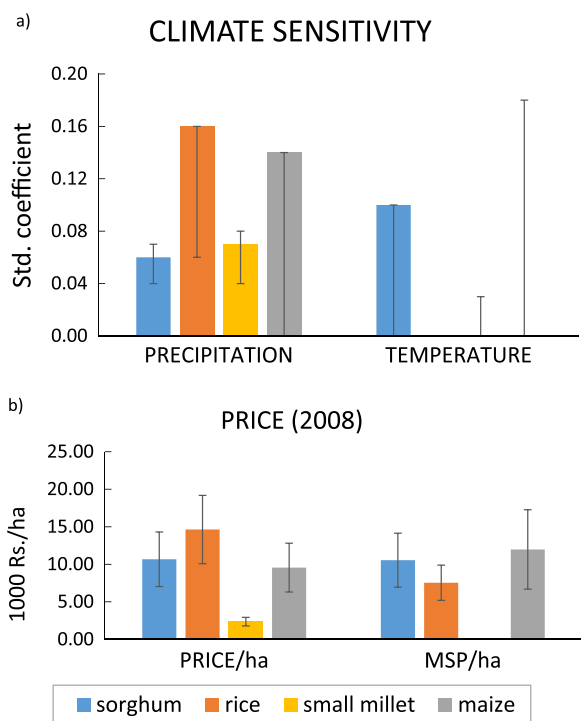 a)
CLIMATE SENSITIVITY
Std. coefficient
0.20
0.16
0.12
0.08
0.04
0.00
PRECIPITATION TEMPERATURE
b)
PRICE (2008)
1000 Rs./ha
25.00
20.00
15.00
10.00
5.00
0.00
PRICE/ha MSP/ha
sorghum rice small millet maize